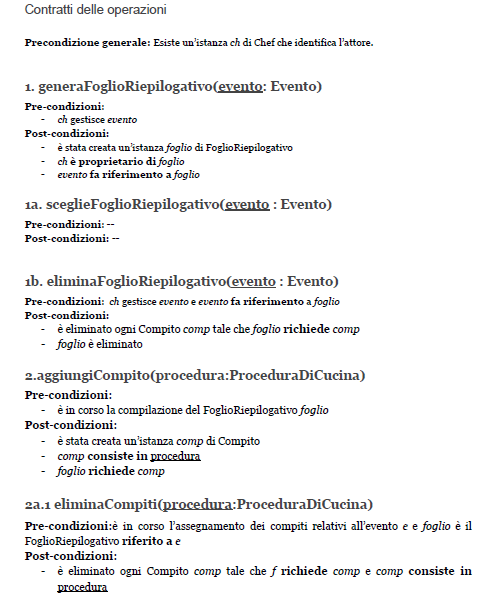 Contratti delle operazioni
Precondizione generale: Esiste un'istanza ch di Chef che identifica l'attore.
1. generaFoglioRiepilogativo(evento: Evento)
Pre-condizioni:
- ch gestisce evento
Post-condizioni:
- è stata creata un'istanza foglio di FoglioRiepilogativo
- ch è proprietario di foglio
- evento fa riferimento a foglio
1a. sceglieFoglioRiepilogativo(evento : Evento)
Pre-condizioni: --
Post-condizioni: --
1b. eliminaFoglioRiepilogativo(evento : Evento)
Pre-condizioni: ch gestisce evento e evento fa riferimento a foglio
Post-condizioni:
- è eliminato ogni Compito comp tale che foglio richiede comp
- foglio è eliminato
2.aggiungiCompito(procedura:ProceduraDiCucina)
Pre-condizioni:
- è in corso la compilazione del FoglioRiepilogativo foglio
Post-condizioni:
- è stata creata un'istanza comp di Compito
- comp consiste in procedura
- foglio richiede comp
2a.1 eliminaCompiti(procedura:ProceduraDiCucina)
Pre-condizioni:è in corso l'assegnamento dei compiti relativi all'evento e e foglio è il
FoglioRiepilogativo riferito a e
Post-condizioni:
- è eliminato ogni Compito comp tale che f richiede comp e comp consiste in
procedura